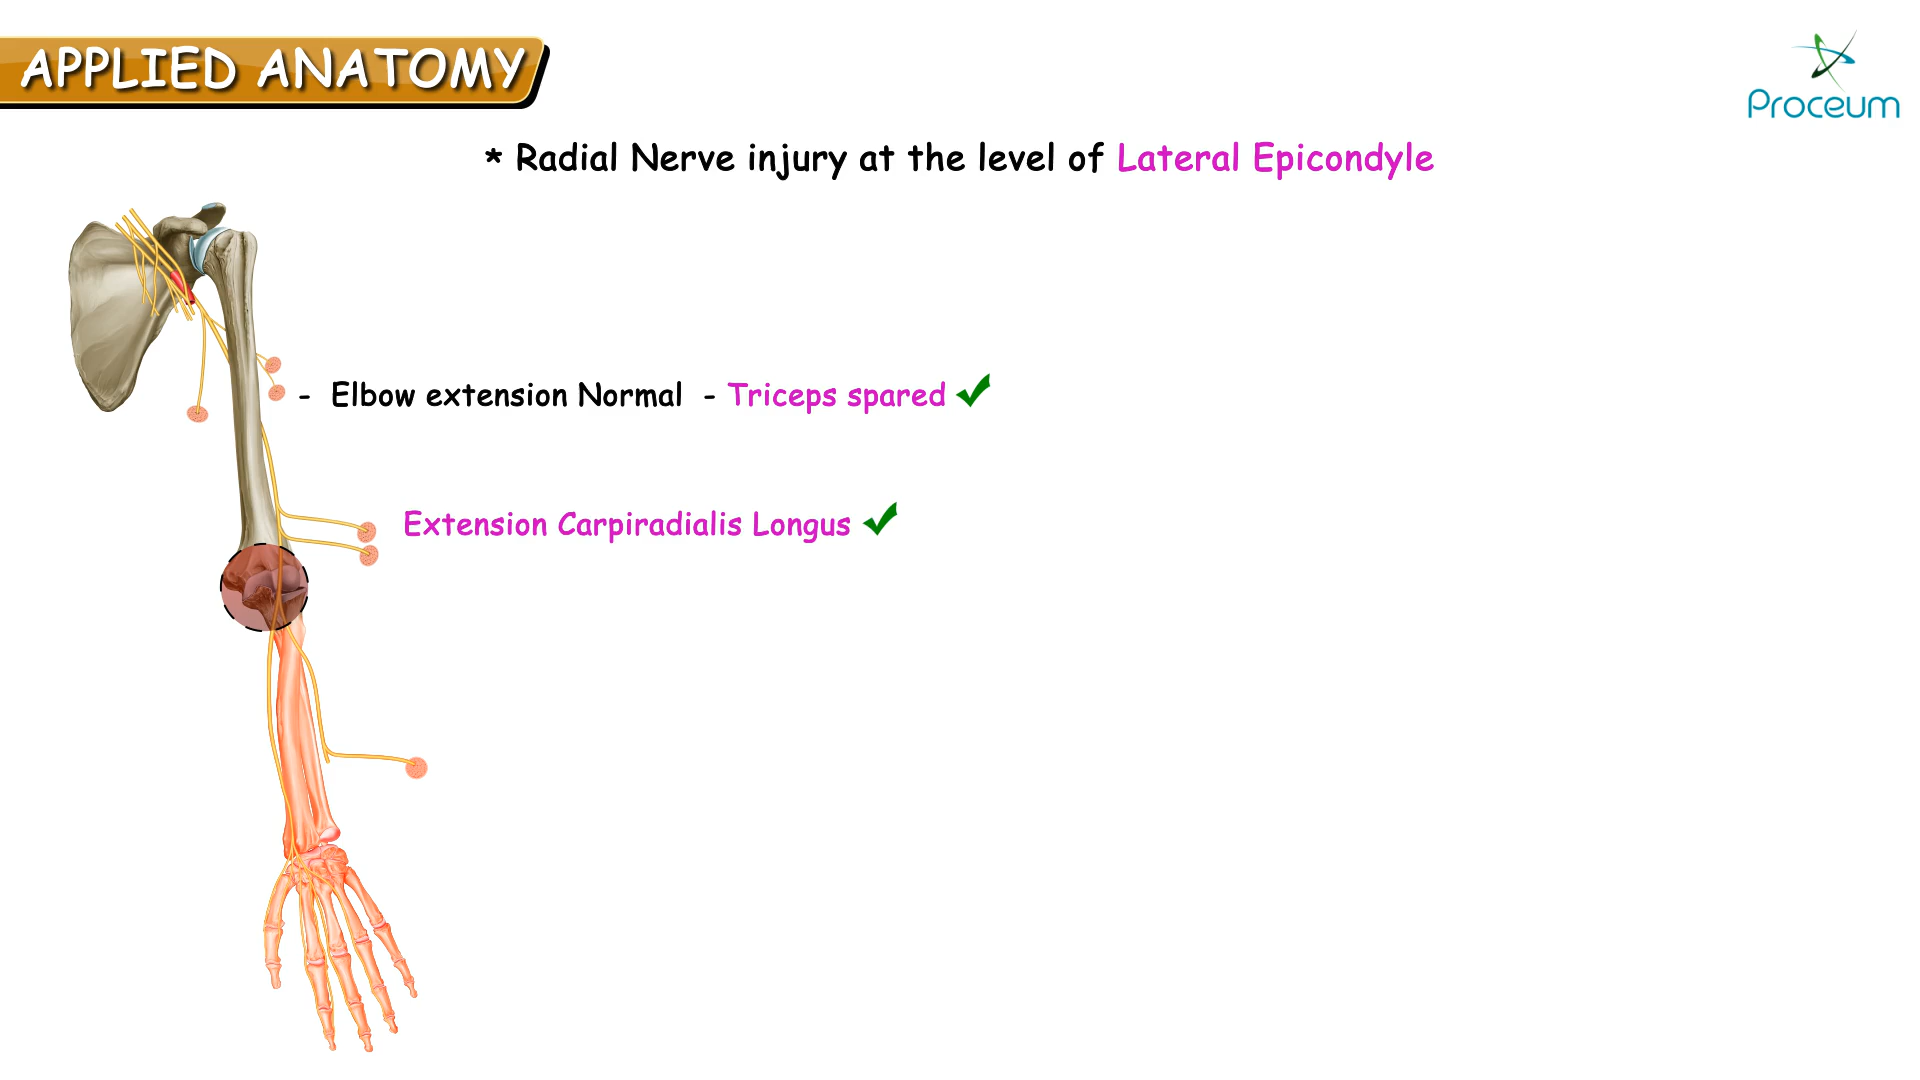 APPLIED ANATOMY
Proceum
* Radial Nerve injury at the level of Lateral Epicondyle
- Elbow extension Normal - Triceps spared
Extension Carpiradialis Longus